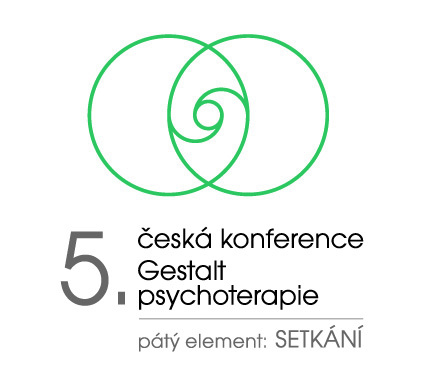 5. česká konference
Gestalt
psychoterapie
pátý element: SETKÁNÍ